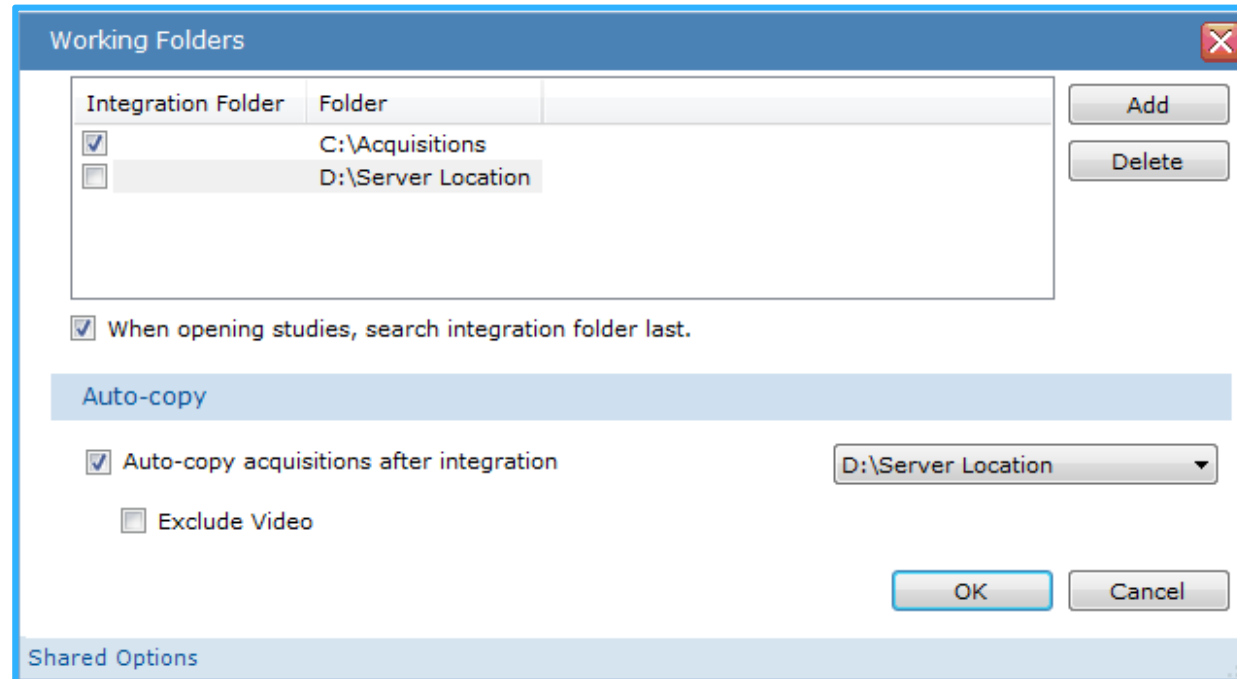 Working Folders
Integration Folder Folder
Add
C:\Acquisitions
Delete
D:\Server Location
When opening studies, search integration folder last.
Auto-copy
Auto-copy acquisitions after integration D:\Server Location
Exclude Video
OK Cancel
Shared Options